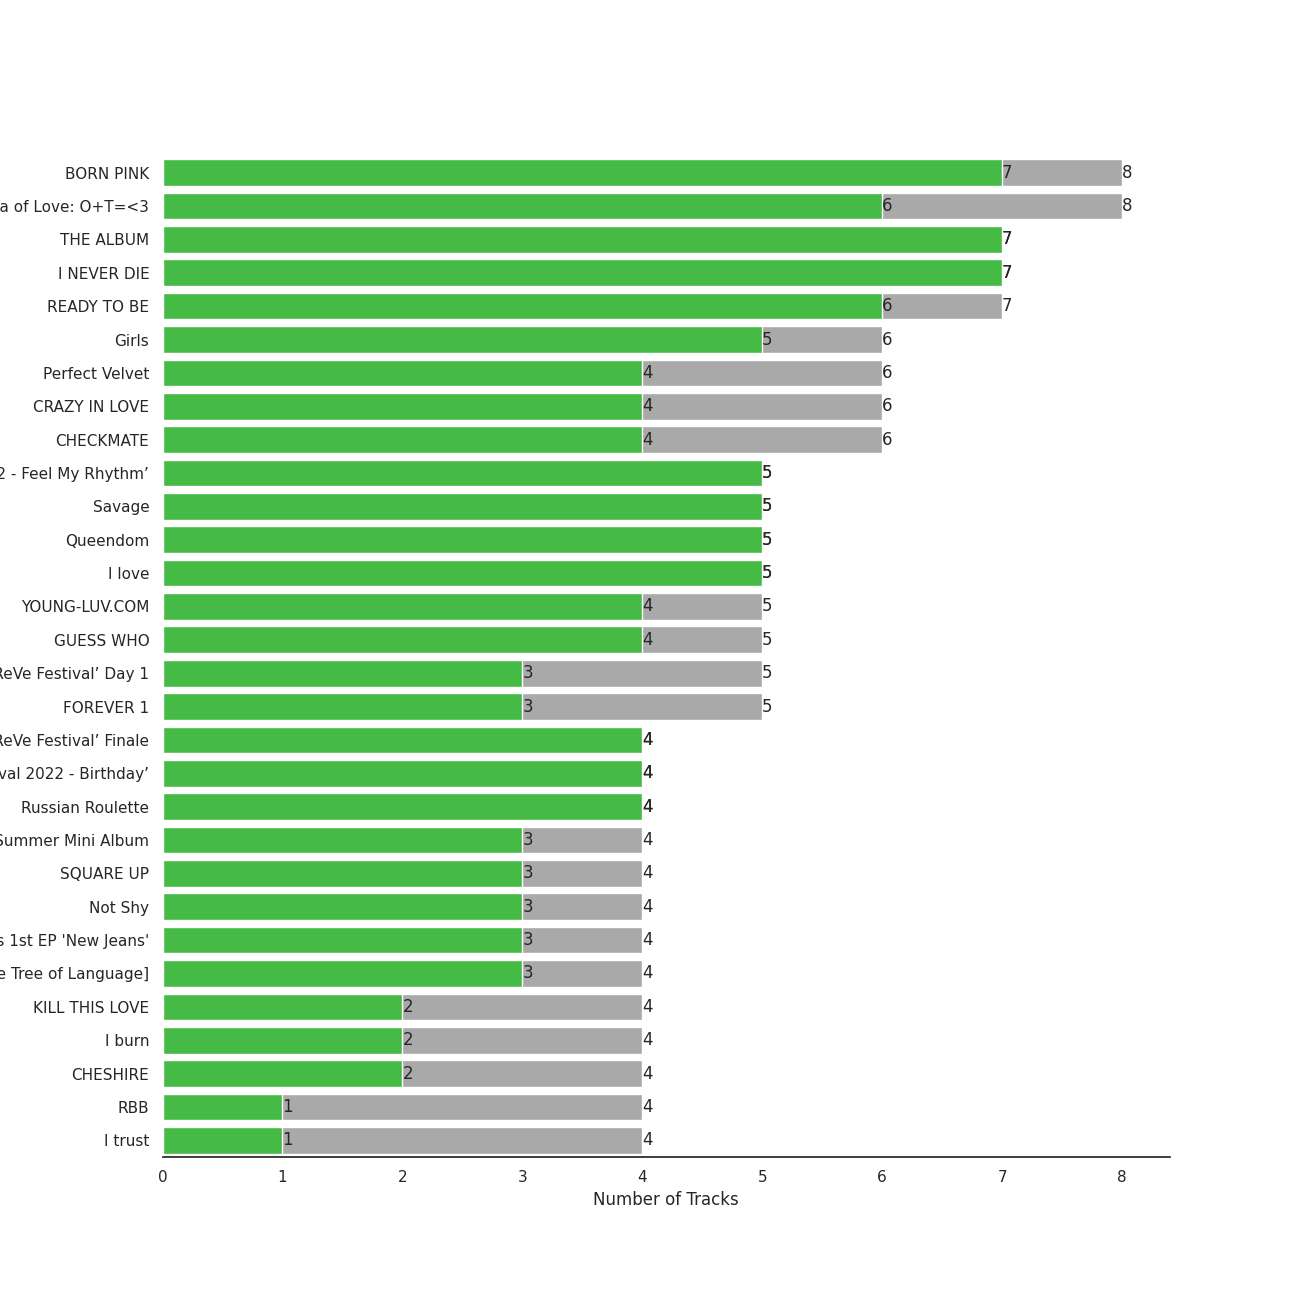 BORN PINK 7 8
a of Love: O+T=<3 6 8
THE ALBUM 7
I NEVER DIE 7
READY TO BE 6 7
Girls 5 6
Perfect Velvet 4 6
CRAZY IN LOVE 4 6
CHECKMATE 4 6
2 - Feel My Rhythm’ 5
Savage 5
Queendom 5
I love 5
YOUNG-LUV.COM 4 5
GUESS WHO 4 5
ReVe Festival’ Day 1 3 5
FOREVER 1 3 5
ReVe Festival’ Finale 4
val 2022 - Birthday’ 4
Russian Roulette 4
Summer Mini Album 3 4
SQUARE UP 3 4
Not Shy 3 4
s 1st EP 'New Jeans' 3 4
e Tree of Language] 3 4
KILL THIS LOVE 2 4
I burn 2 4
CHESHIRE 2 4
RBB 1 4
I trust 1 4
0 1 2 3 4 5 6 7 8
Number of Tracks